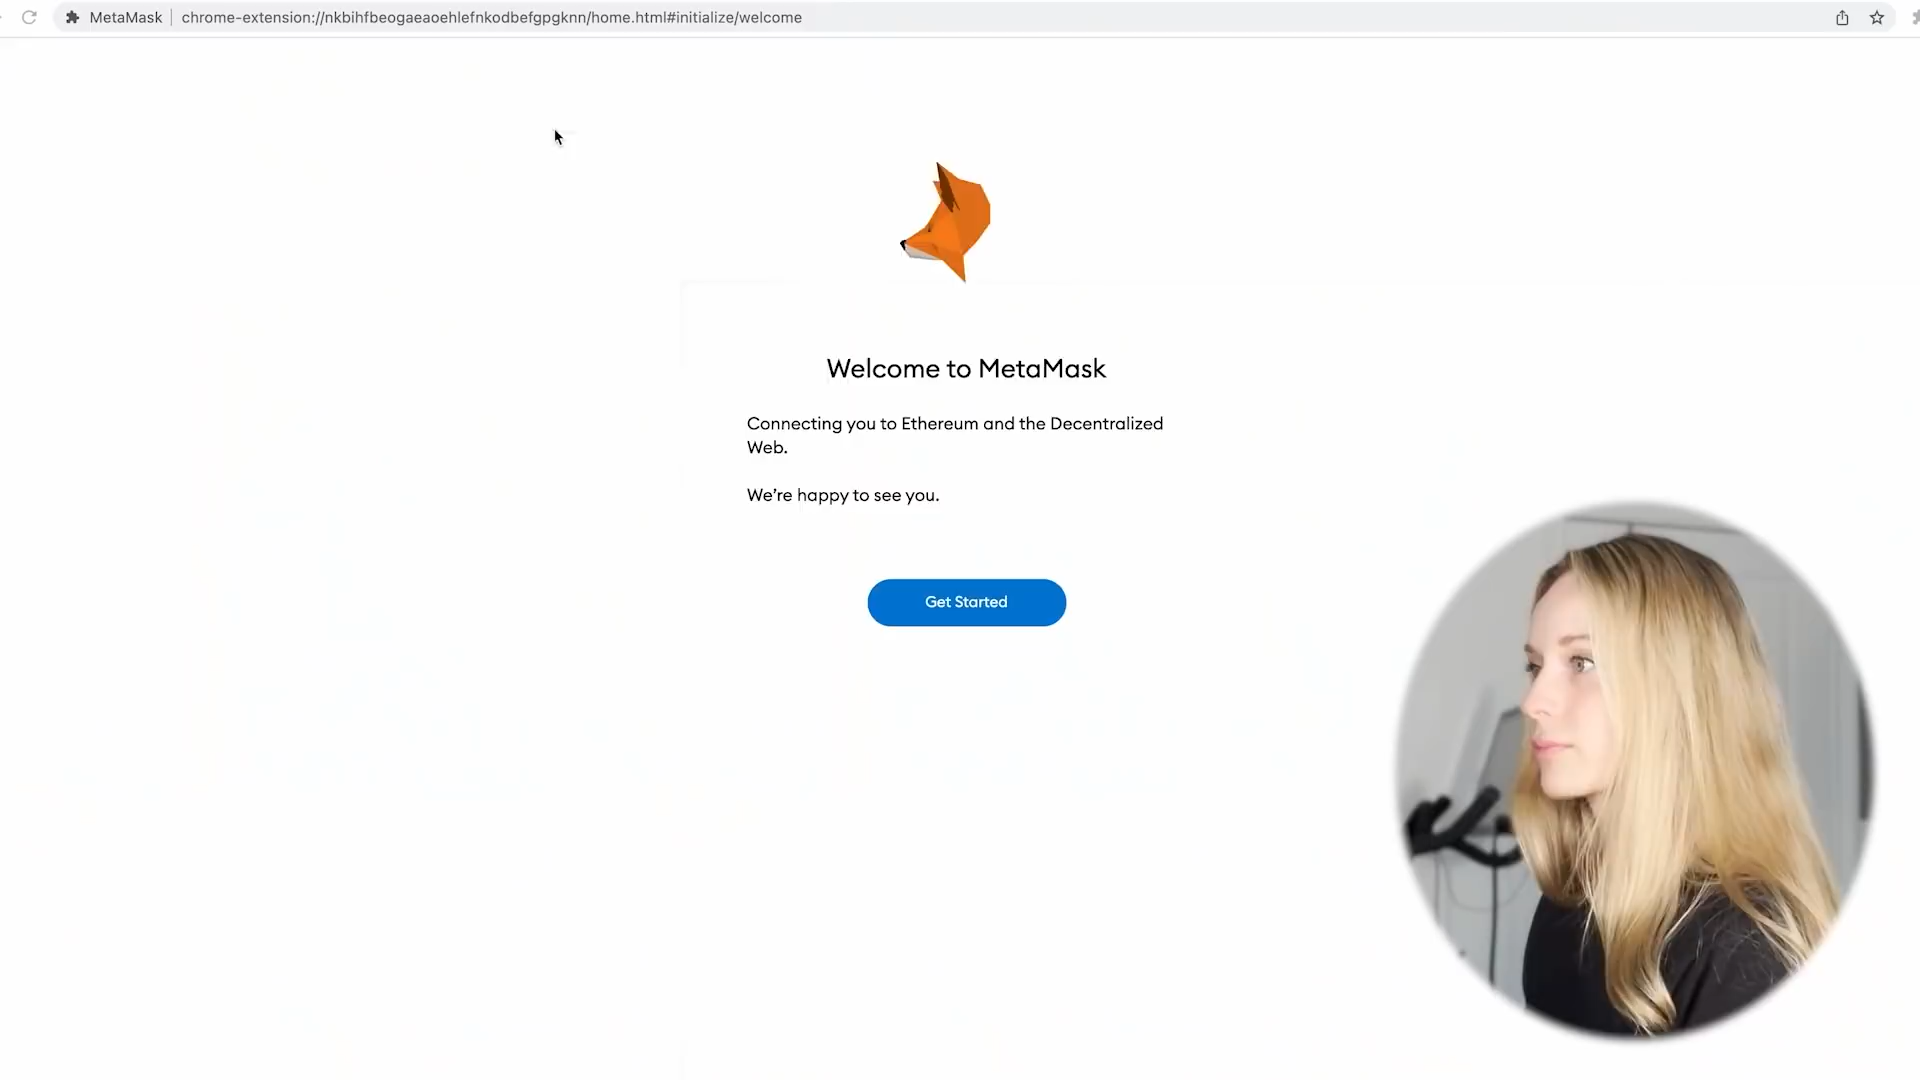 MetaMask chrome-extension://nkbihfbeogaeaoehlefnkodbefgpgknn/home.html#initialize/welcome
Welcome to MetaMask
Connecting you to Ethereum and the Decentralized
Web.
We’re happy to see you.
Get Started